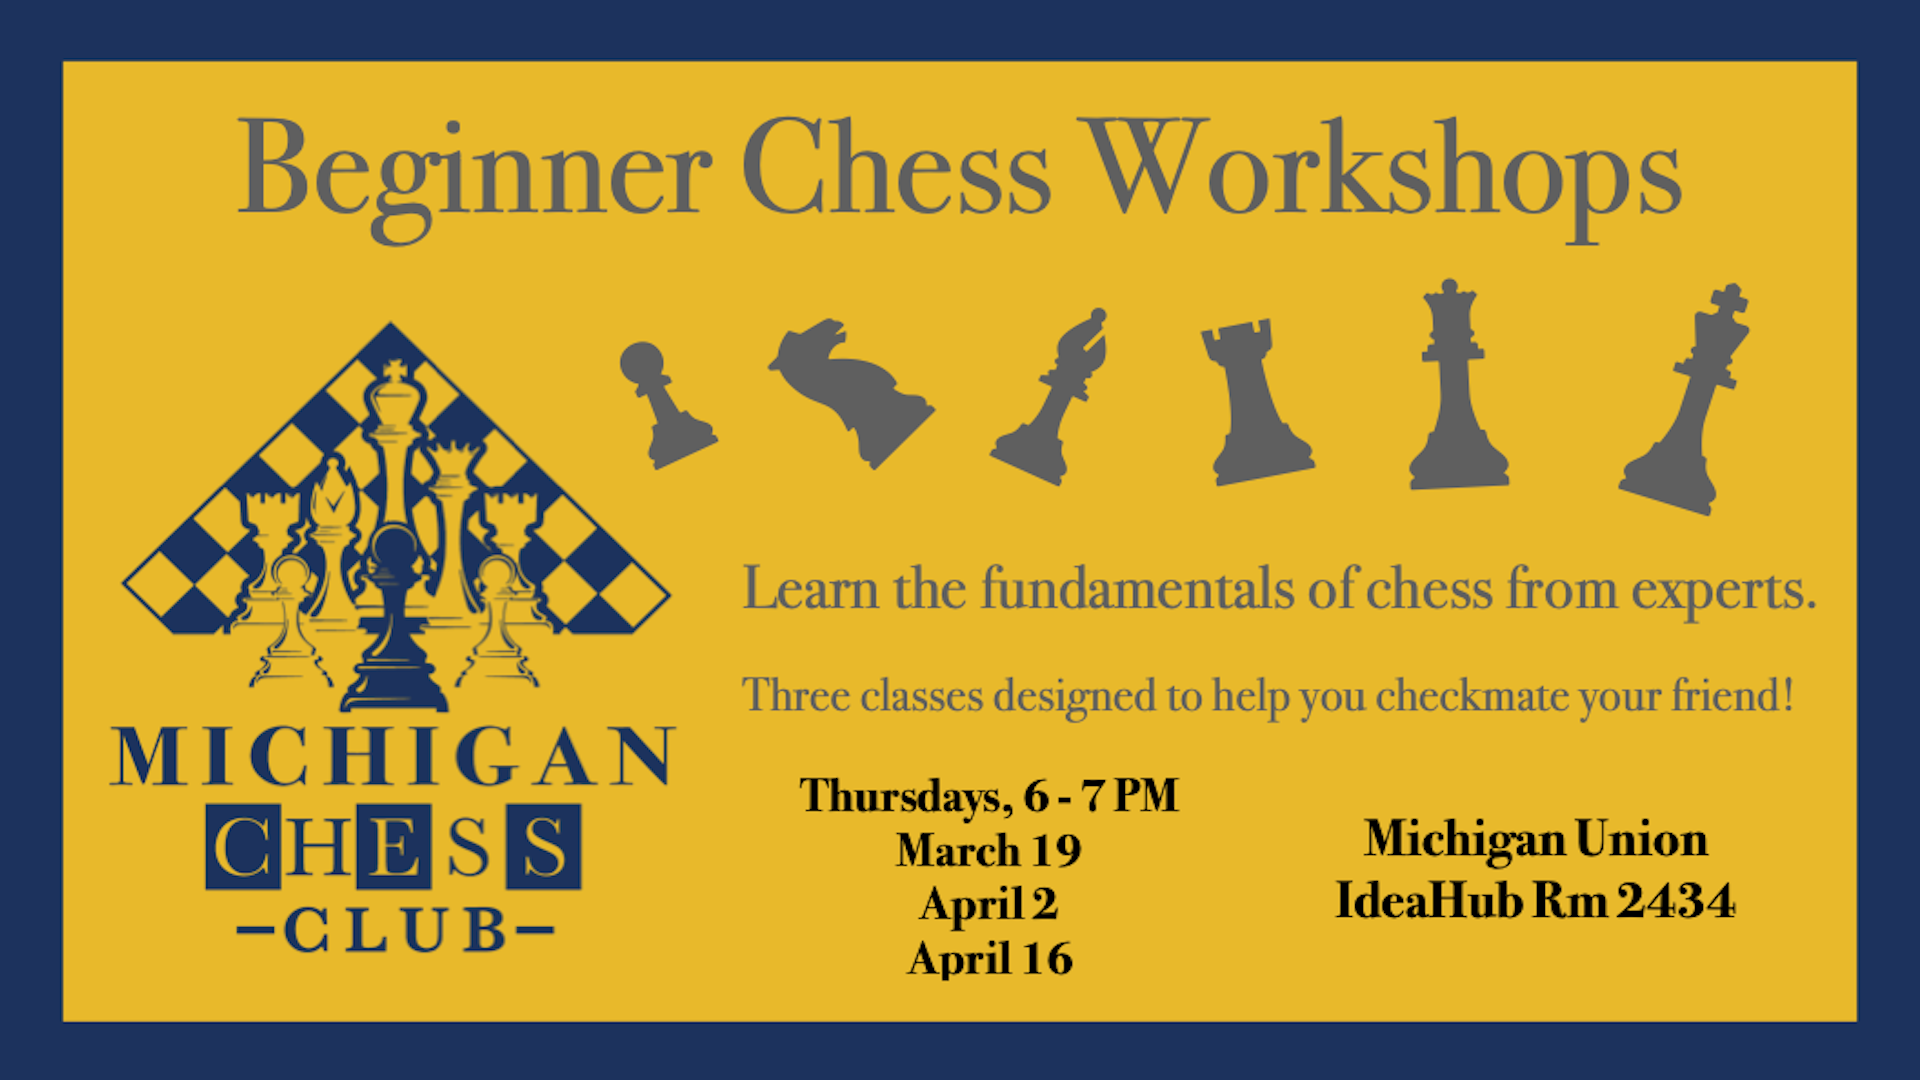 Beginner Chess Workshops
MICHIGAN
CHESS
-CLUB-
Learn the fundamentals of chess from experts.
Three classes designed to help you checkmate your friend!
Thursdays, 6 - 7 PM
March 19
April 2
April 16
Michigan Union
IdeaHub Rm 2434